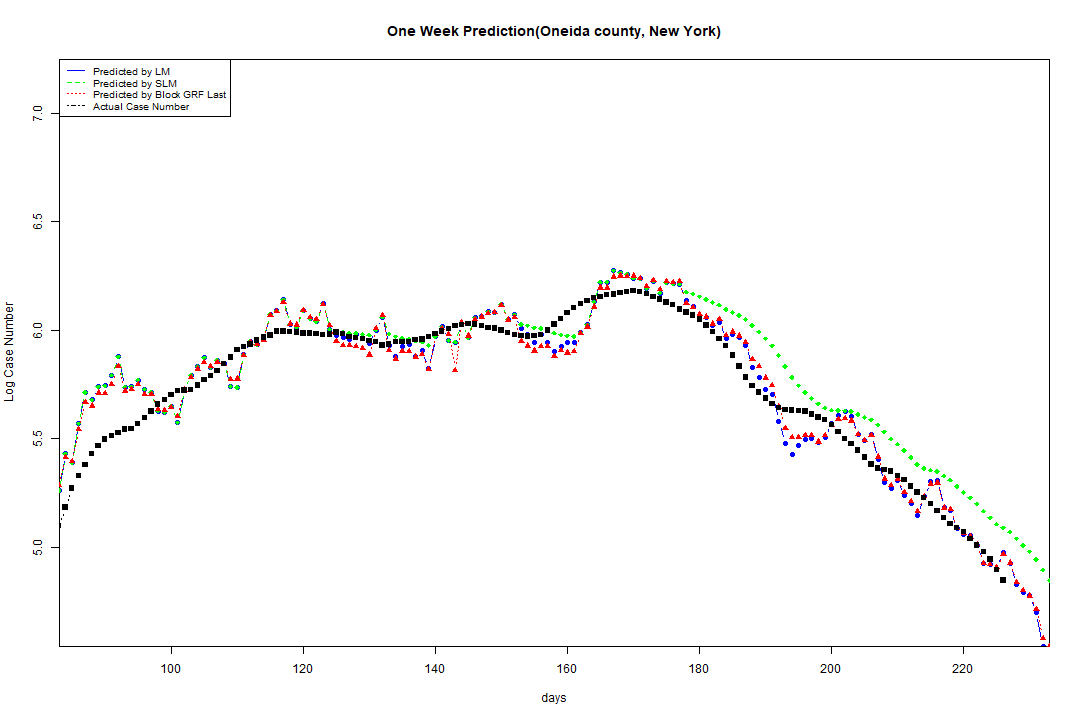 One Week Prediction(Oneida county, New York)
Predicted by LM
Predicted by SLM
Predicted by Block GRF Last
Actual Case Number
Log Case Number
7.0
6.5
6.0
5.5
5.0
100 120 140 160 180 200 220
days